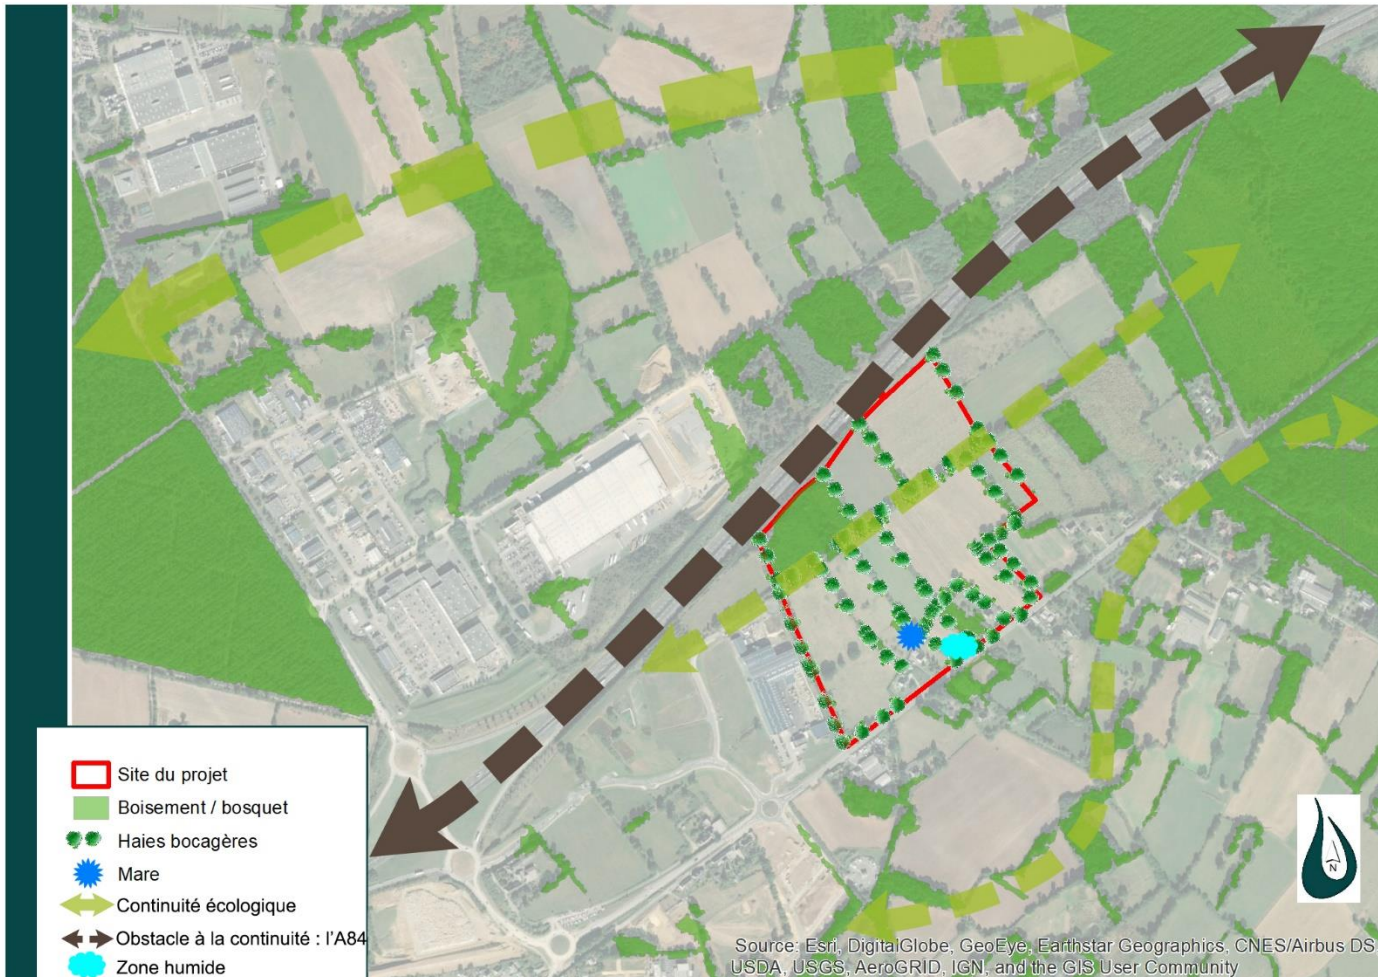 Site du projet
Boisement / bosquet
Haies bocagères
Mare
Continuité écologique
Obstacle à la continuité : l'A84
Zone humide
N
Source: Esri, DigitalGlobe, GeoEye, Earthstar Geographics, CNES/Airbus DS
USDA, USGS, AeroGRID, IGN, and the GIS User Community